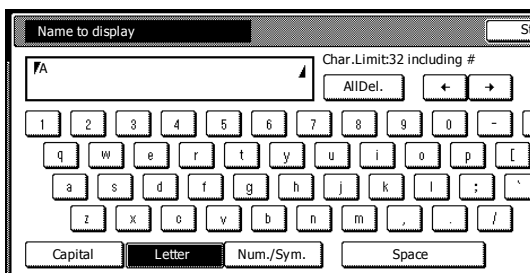 Name to display
Char.Limit:32 including #
A
AllDel. ← →
1 2 3 4 5 6 7 8 9 0 -
q w e r t y u i o p [
a s d f g h j k l ; `
z x c v b n m , . /
Capital Letter Num./Sym. Space